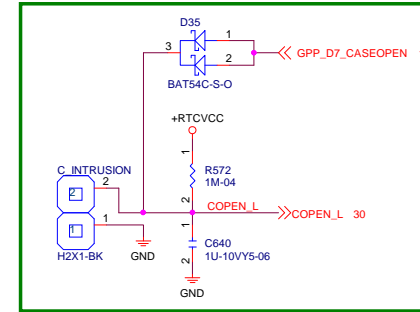 D35
3
1
2
GPP_D7_CASEOPEN
BAT54C-S-O
+RTCVCC
1
R572
1M-04
2
C_INTRUSION
2
2
COPEN_L
COPEN_L 30
1
1
1
C640
1U-10VY5-06
2
H2X1-BK
GND
GND